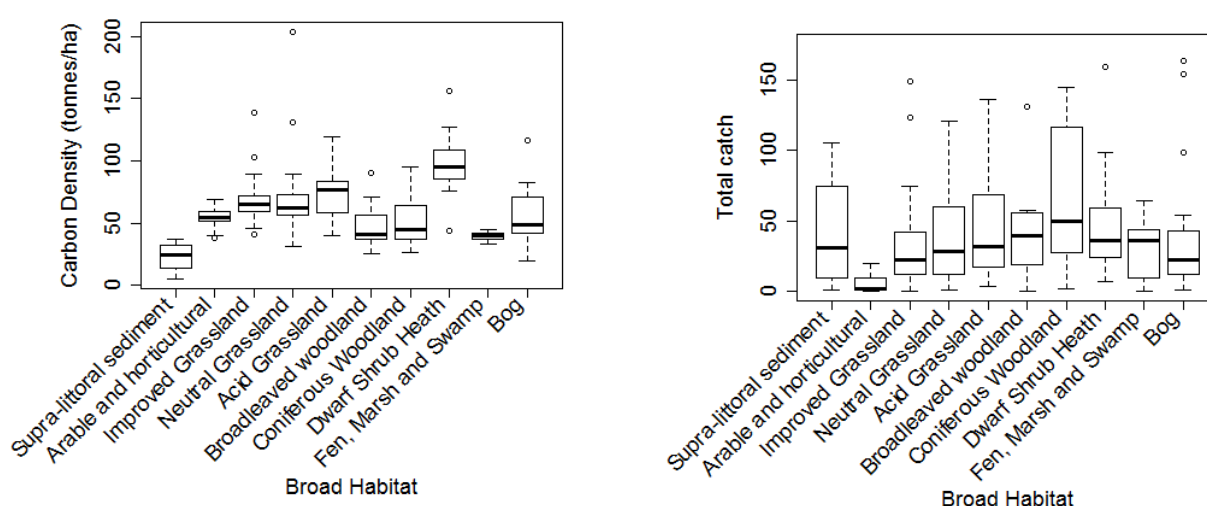 Carbon Density (tonnes/ha)
200
150
100
50
0
Supra-littoral sediment
Arable and horticultural
Improved Grassland
Neutral Grassland
Acid Grassland
Broadleaved woodland
Coniferous Woodland
Dwarf Shrub Heath
Fen, Marsh and Swamp
Bog
Broad Habitat
Total catch
150
100
50
0
Supra-littoral sediment
Arable and horticultural
Improved Grassland
Neutral Grassland
Acid Grassland
Broadleaved woodland
Coniferous Woodland
Dwarf Shrub Heath
Fen, Marsh and Swamp
Bog
Broad Habitat